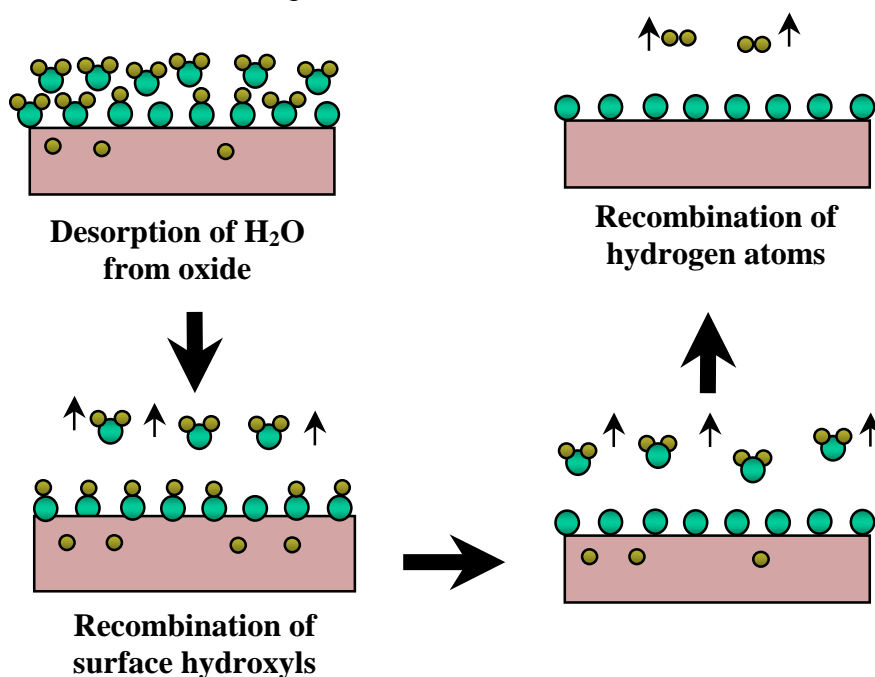 Desorption of H₂O
from oxide
Recombination of
surface hydroxyls
Recombination of
hydrogen atoms